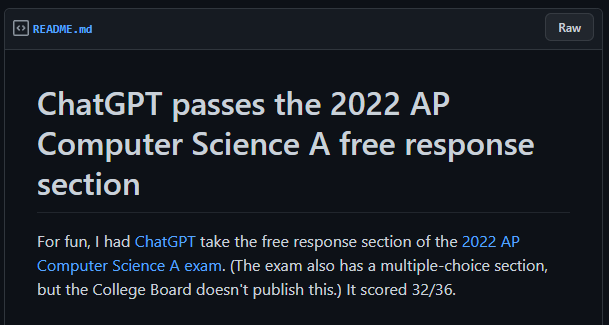 README.md
Raw
ChatGPT passes the 2022 AP
Computer Science A free response
section
For fun, I had ChatGPT take the free response section of the 2022 AP
Computer Science A exam. (The exam also has a multiple-choice section,
but the College Board doesn't publish this.) It scored 32/36.